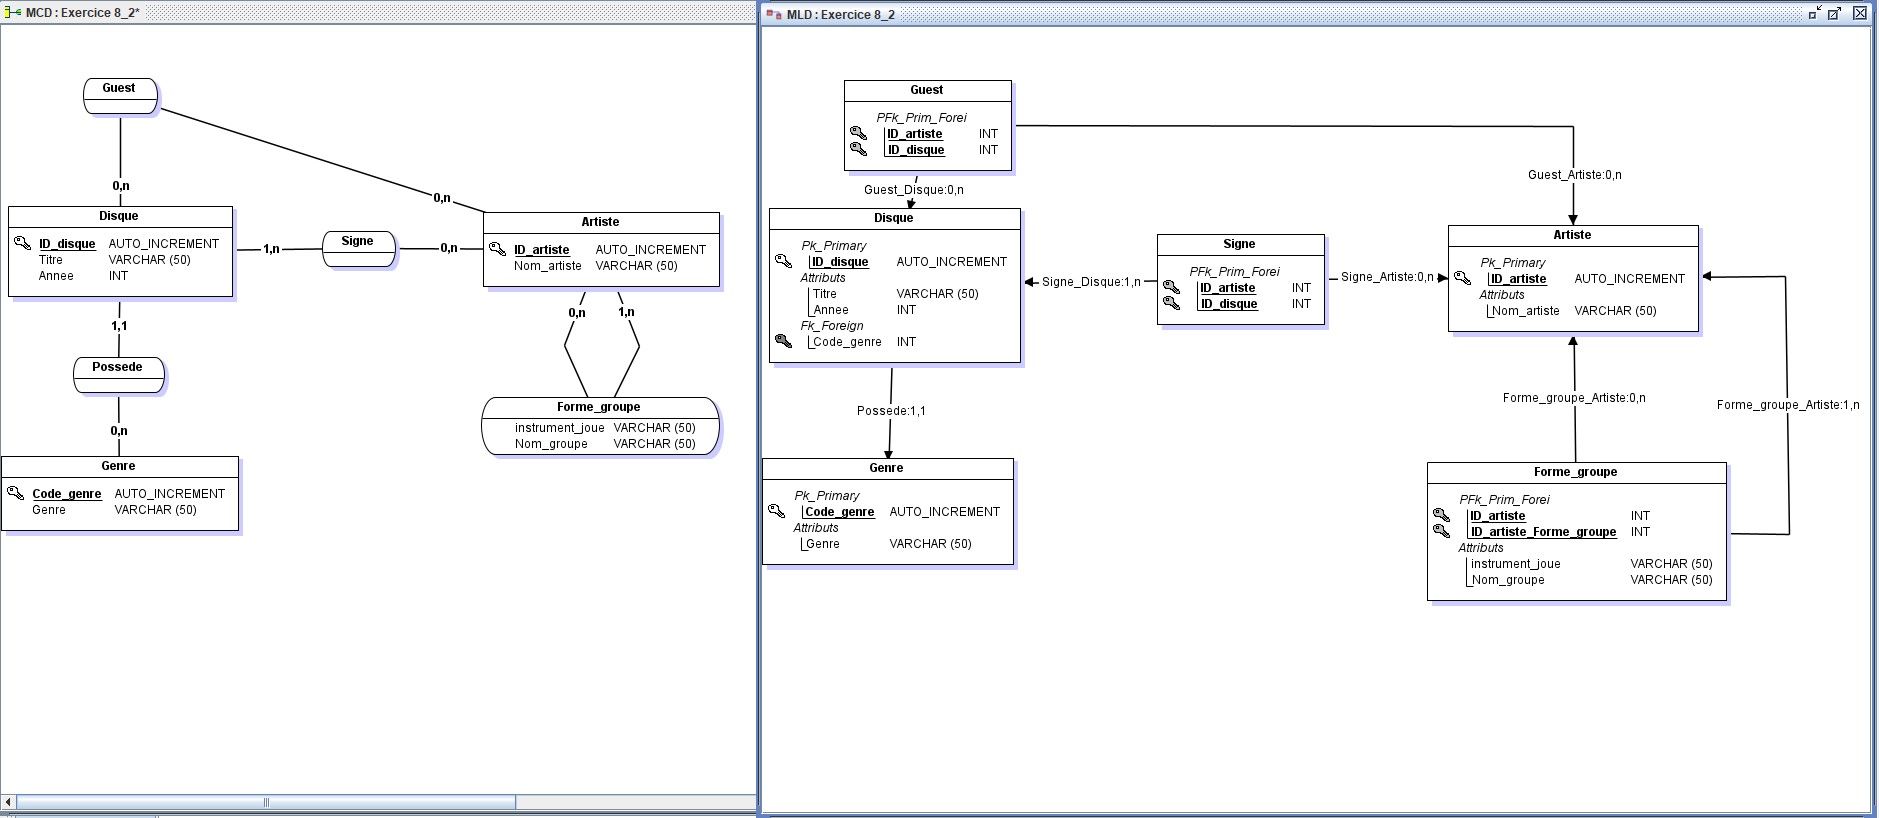 MCD : Exercice 8_2*
Guest
0,n
0,n
Disque
ID_disque AUTO_INCREMENT
Titre VARCHAR (50)
Annee INT
1,n
Signe
0,n
Artiste
ID_artiste AUTO_INCREMENT
Nom_artiste VARCHAR (50)
1,1
0,n
1,n
Possede
0,n
Forme_groupe
instrument_joue VARCHAR (50)
Nom_groupe VARCHAR (50)
Genre
Code_genre AUTO_INCREMENT
Genre VARCHAR (50)
MLD : Exercice 8_2
Guest
PFk_Prim_Forei
ID_artiste INT
ID_disque INT
Guest_Disque:0,n
Guest_Artiste:0,n
Disque
Pk_Primary
ID_disque AUTO_INCREMENT
Attributs
Titre VARCHAR (50)
Annee INT
Fk_Foreign
Code_genre INT
Signe_Disque:1,n
Signe
PFk_Prim_Forei
ID_artiste INT
ID_disque INT
Signe_Artiste:0,n
Artiste
Pk_Primary
ID_artiste AUTO_INCREMENT
Attributs
Nom_artiste VARCHAR (50)
Possede:1,1
Forme_groupe_Artiste:0,n
Forme_groupe_Artiste:1,n
Genre
Pk_Primary
Code_genre AUTO_INCREMENT
Attributs
Genre VARCHAR (50)
Forme_groupe
PFk_Prim_Forei
ID_artiste INT
ID_artiste_Forme_groupe INT
Attributs
instrument_joue VARCHAR (50)
Nom_groupe VARCHAR (50)